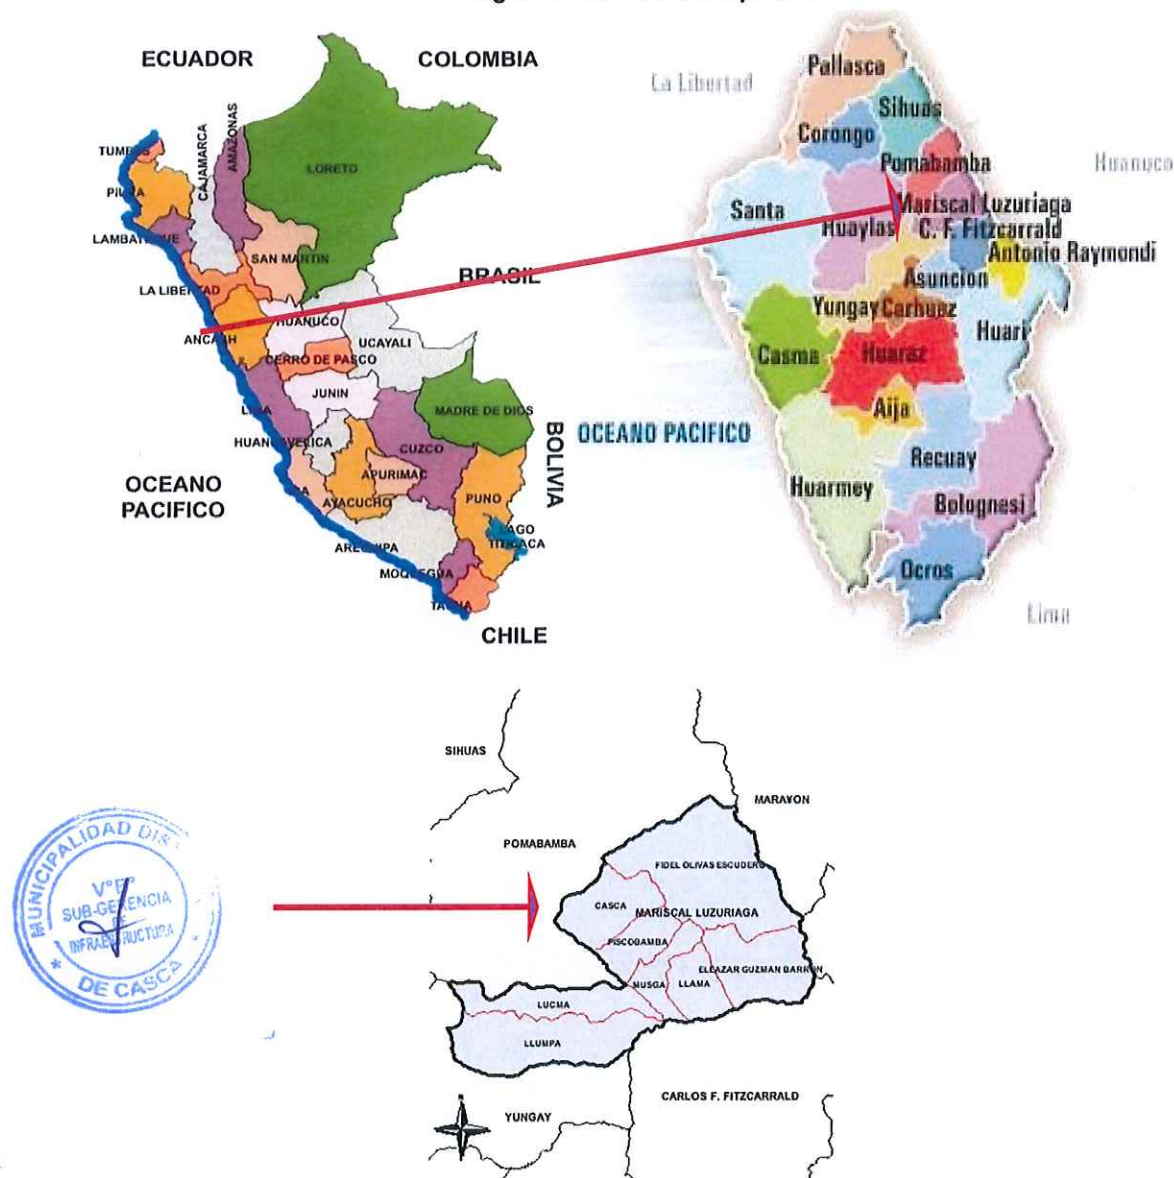 ECUADOR
COLOMBIA
TUMBES
PIURA
CAJAMARCA
AMAZONAS
LORETO
LAMBAYEQUE
SAN MARTIN
LA LIBERTAD
BRASIL
ANCASH
HUANUCO
UCAYALI
CERRO DE PASCO
JUNIN
MADRE DE DIOS
LIMA
HUANCAVELICA
CUZCO
BOLIVIA
APURIMAC
AYACUCHO
PUNO
OCEANO
PACIFICO
LAGO
TITICACA
AREQUIPA
MOQUEGUA
TACNA
CHILE
La Libertad
Pallasca
Sihuas
Corongo
Pomabamba
Huanuco
Santa
Mariscal Luzuriaga
Huaylas
C. F. Fitzcarrald
Antonio Raymondi
Asuncion
Yungay
Carhuaz
Huari
Casma
Huaraz
Aija
OCEANO PACIFICO
Recuay
Huarmey
Bolognesi
Ocros
Lima
SIHUAS
MARAÑON
POMABAMBA
FIDEL OLIVAS ESCUDERO
CASCA
MARISCAL LUZURIAGA
PISCOBAMBA
ELEAZAR GUZMAN BARRON
MUSGA
LLAMA
LUCMA
LLUMPA
CARLOS F. FITZCARRALD
N
YUNGAY
MUNICIPALIDAD DIS
V°B°
SUB-GERENCIA
DE
INFRAESTRUCTURA
* DE CASCA